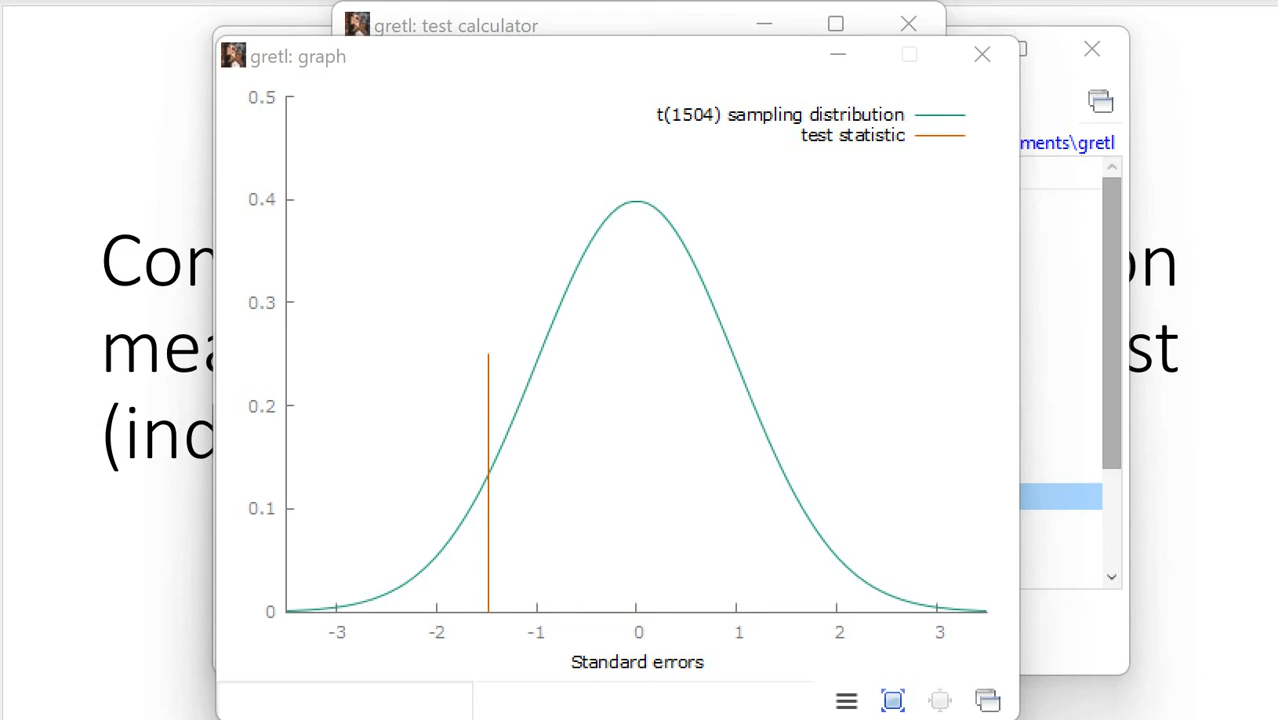 gretl: test calculator
gretl: graph
0.5
t(1504) sampling distribution
test statistic
ments\gretl
0.4
Con on
0.3
mea st
0.2
(ind
0.1
0
-3 -2 -1 0 1 2 3
Standard errors